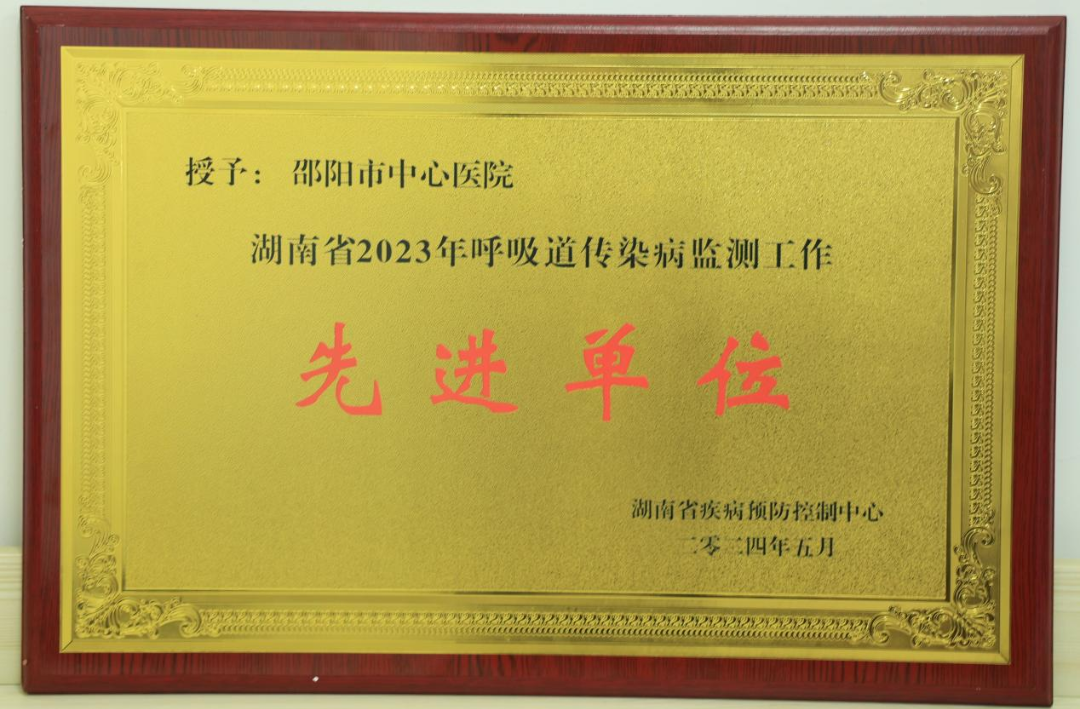 授予：邵阳市中心医院
湖南省2023年呼吸道传染病监测工作
先进单位
湖南省疾病预防控制中心
二零二四年五月